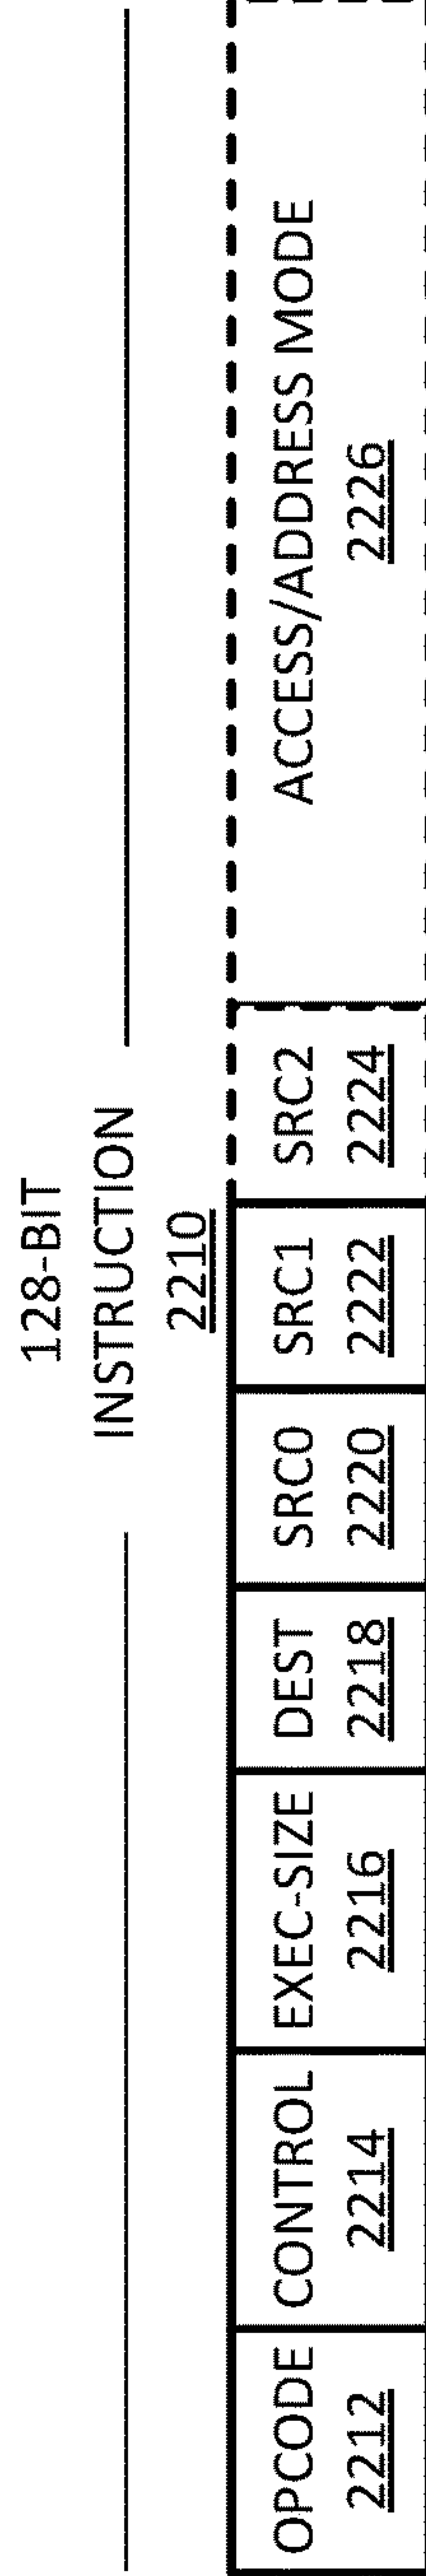 128-BIT
INSTRUCTION
2210
OPCODE CONTROL EXEC-SIZE DEST SRC0 SRC1 SRC2 ACCESS/ADDRESS MODE
2212 2214 2216 2218 2220 2222 2224 2226